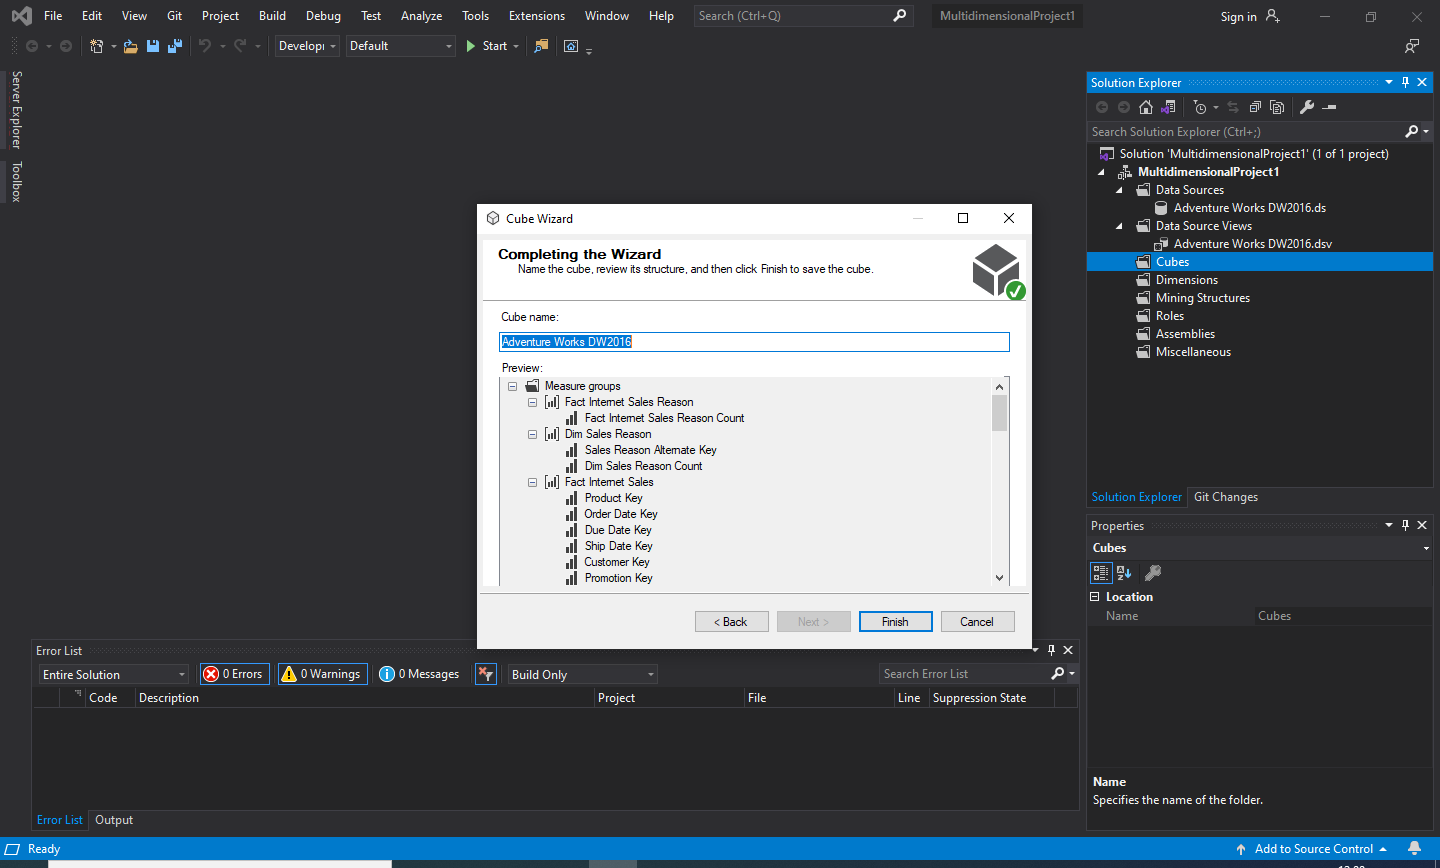 File Edit View Git Project Build Debug Test Analyze Tools Extensions Window Help Search (Ctrl+Q) MultidimensionalProject1 Sign in
Developı Default Start
Server Explorer
Toolbox
Solution Explorer
Search Solution Explorer (Ctrl+;)
Solution 'MultidimensionalProject1' (1 of 1 project)
MultidimensionalProject1
Data Sources
Adventure Works DW2016.ds
Data Source Views
Adventure Works DW2016.dsv
Cubes
Dimensions
Mining Structures
Roles
Assemblies
Miscellaneous
Solution Explorer Git Changes
Cube Wizard
Completing the Wizard
Name the cube, review its structure, and then click Finish to save the cube.
Cube name:
Adventure Works DW2016
Preview:
Measure groups
Fact Internet Sales Reason
Fact Internet Sales Reason Count
Dim Sales Reason
Sales Reason Alternate Key
Dim Sales Reason Count
Fact Internet Sales
Product Key
Order Date Key
Due Date Key
Ship Date Key
Customer Key
Promotion Key
< Back Next > Finish Cancel
Properties
Cubes
Location
Name Cubes
Name
Specifies the name of the folder.
Error List
Entire Solution 0 Errors 0 Warnings 0 Messages Build Only Search Error List
Code Description Project File Line Suppression State
Error List Output
Ready Add to Source Control